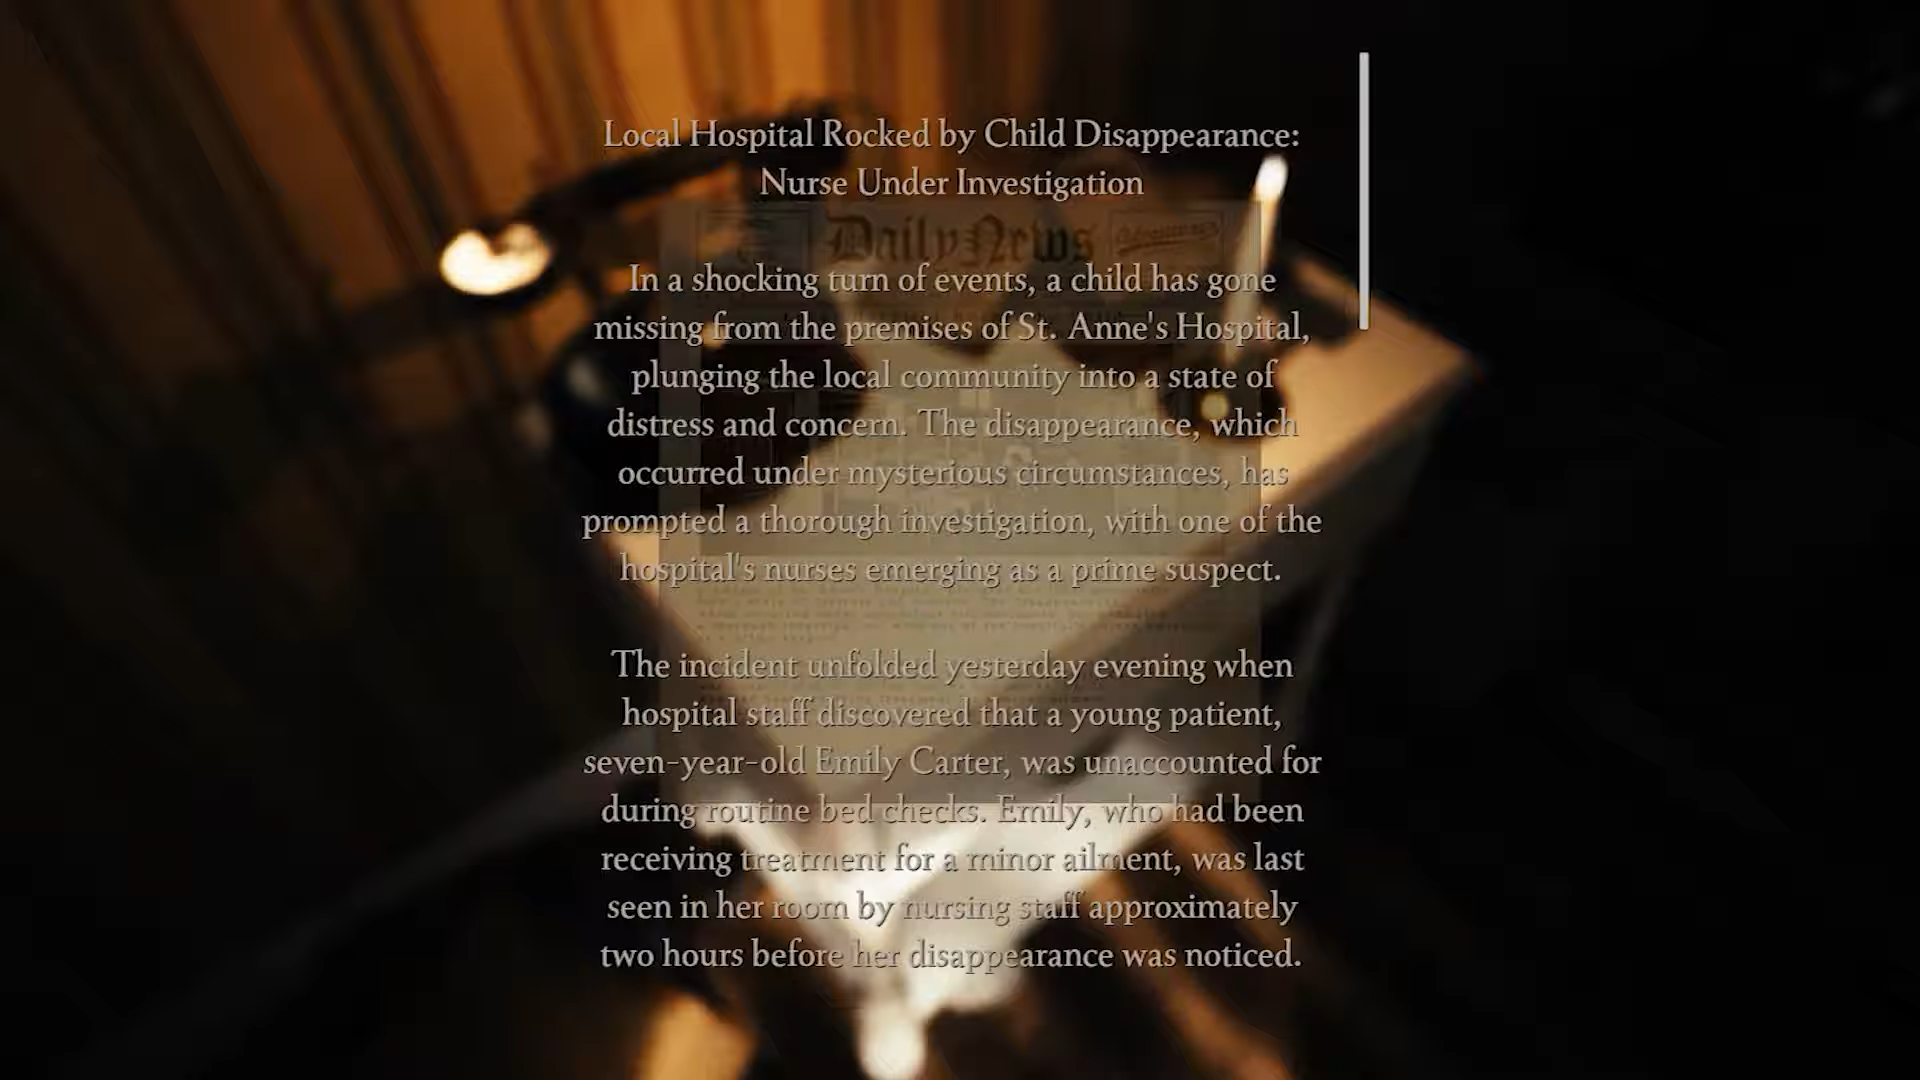 Local Hospital Rocked by Child Disappearance:
Nurse Under Investigation
Daily News
In a shocking turn of events, a child has gone
missing from the premises of St. Anne's Hospital,
plunging the local community into a state of
distress and concern. The disappearance, which
occurred under mysterious circumstances, has
prompted a thorough investigation, with one of the
hospital's nurses emerging as a prime suspect.
The incident unfolded yesterday evening when
hospital staff discovered that a young patient,
seven-year-old Emily Carter, was unaccounted for
during routine bed checks. Emily, who had been
receiving treatment for a minor ailment, was last
seen in her room by nursing staff approximately
two hours before her disappearance was noticed.